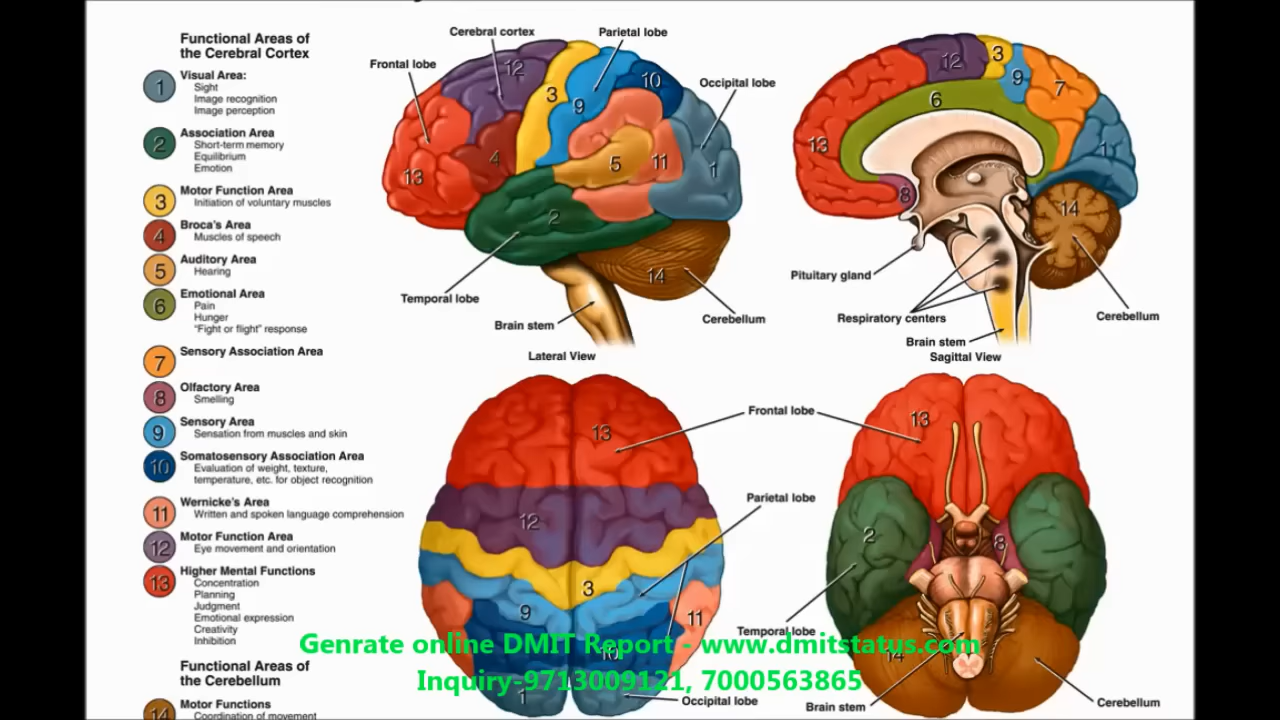 Functional Areas of
the Cerebral Cortex
1
Visual Area:
Sight
Image recognition
Image perception
2
Association Area
Short-term memory
Equilibrium
Emotion
3
Motor Function Area
Initiation of voluntary muscles
4
Broca's Area
Muscles of speech
5
Auditory Area
Hearing
6
Emotional Area
Pain
Hunger
"Fight or flight" response
7
Sensory Association Area
8
Olfactory Area
Smelling
9
Sensory Area
Sensation from muscles and skin
10
Somatosensory Association Area
Evaluation of weight, texture,
temperature, etc. for object recognition
11
Wernicke's Area
Written and spoken language comprehension
12
Motor Function Area
Eye movement and orientation
13
Higher Mental Functions
Concentration
Planning
Judgment
Emotional expression
Creativity
Inhibition
Functional Areas of
the Cerebellum
14
Motor Functions
Coordination of movement
Cerebral cortex
Parietal lobe
Frontal lobe
Occipital lobe
12
3
9
10
13
4
5
11
1
2
14
Temporal lobe
Brain stem
Cerebellum
Lateral View
12
3
9
7
6
13
1
8
14
Pituitary gland
Respiratory centers
Cerebellum
Brain stem
Sagittal View
Frontal lobe
13
12
3
9
11
10
1
Parietal lobe
Temporal lobe
Occipital lobe
13
2
8
14
Brain stem
Cerebellum
Genrate online DMIT Report - www.dmitstatus.com
Inquiry-9713009121, 7000563865